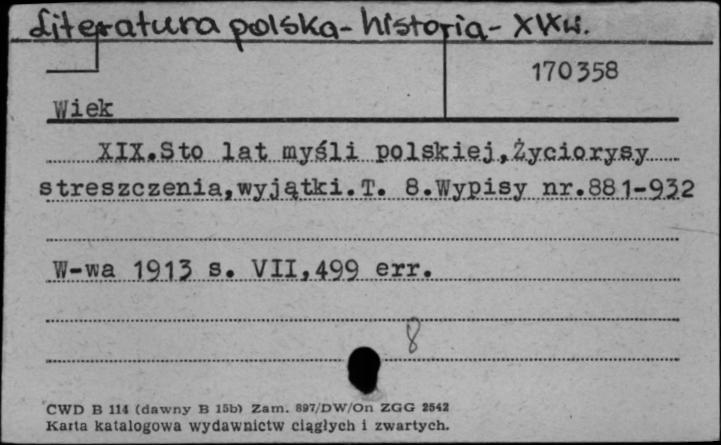 Literatura polska - historia - XIXw.
170358
Wiek
XIX.Sto lat myśli polskiej,Życiorysy
streszczenia,wyjątki.T. 8.Wypisy nr.881-932
W-wa 1913 s. VII,499 err.
8
CWD B 114 (dawny B 15b) Zam. 897/DW/On ZGG 2542
Karta katalogowa wydawnictw ciągłych i zwartych.